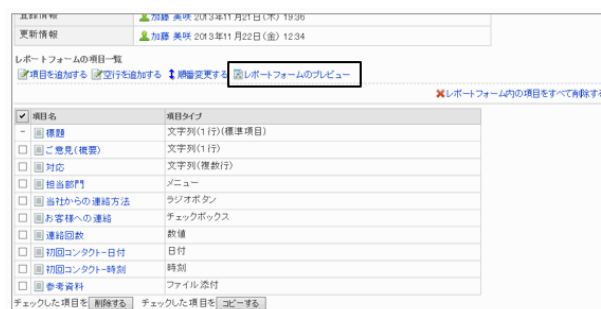 登録情報 加藤 美咲 2013年11月21日(木) 19:36
更新情報 加藤 美咲 2013年11月22日(金) 12:34
レポートフォームの項目一覧
項目を追加する 空行を追加する 順番変更する レポートフォームのプレビュー
レポートフォーム内の項目をすべて削除する
項目名 項目タイプ
標題 文字列(1行)(標準項目)
ご意見(概要) 文字列(1行)
対応 文字列(複数行)
担当部門 メニュー
当社からの連絡方法 ラジオボタン
お客様への連絡 チェックボックス
連絡回数 数値
初回コンタクト-日付 日付
初回コンタクト-時刻 時刻
参考資料 ファイル添付
チェックした項目を 削除する チェックした項目を コピーする